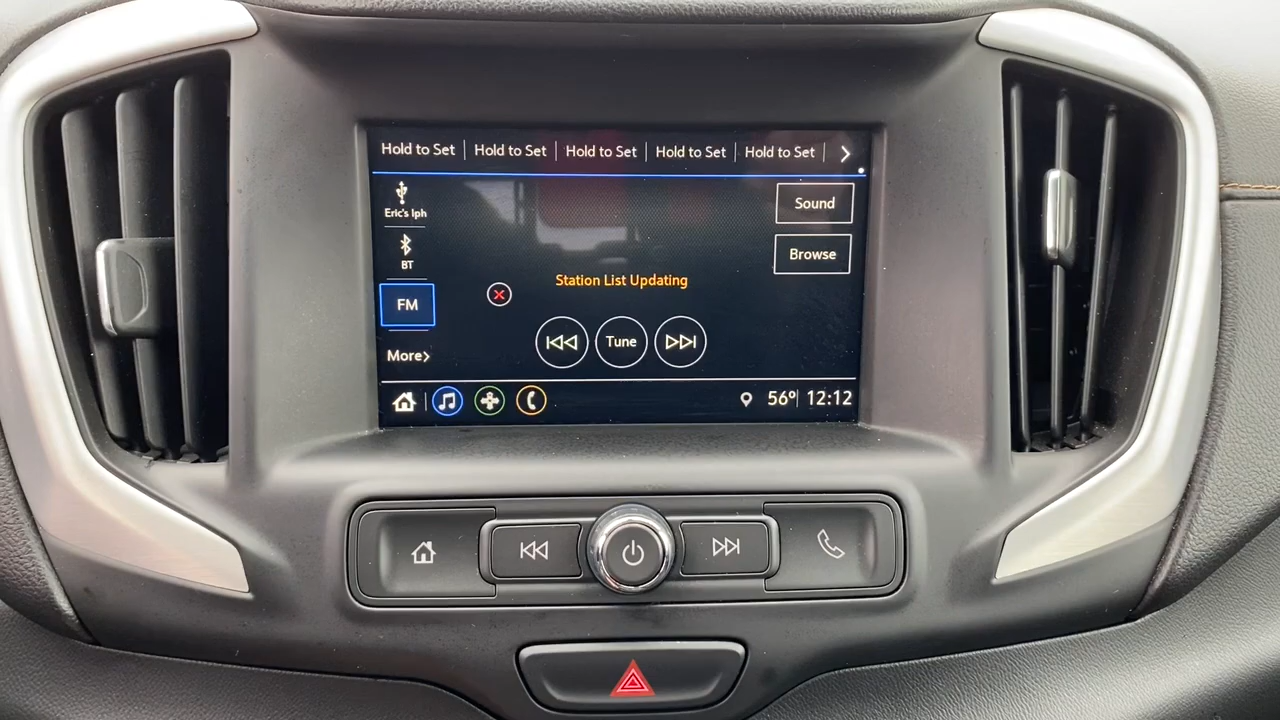 Hold to Set Hold to Set Hold to Set Hold to Set Hold to Set
Eric's Iph
Sound
BT
Browse
Station List Updating
FM
Tune
More
56° 12:12